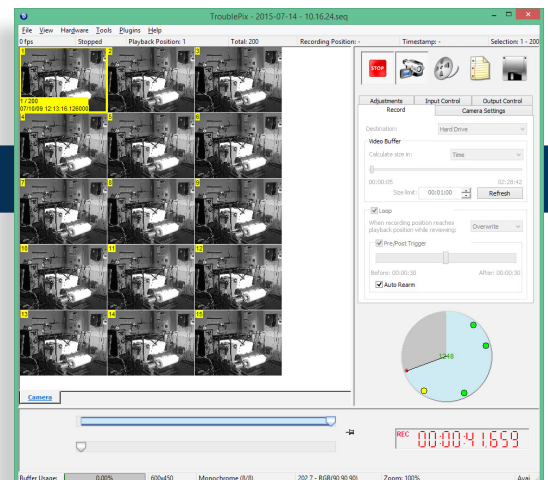 TroublePix - 2015-07-14 - 10.16.24.seq
File View Hardware Tools Plugins Help
0 fps Stopped Playback Position: 1 Total: 200 Recording Position: - Timestamp: - Selection: 1 - 200
1 2 3
STOP
1 / 200
07/10/09 12:13:16.126000
Adjustments Input Control Output Control
Record Camera Settings
4 5 6
Destination: Hard Drive
Video Buffer
Calculate size in: Time
7 8 9
00:00:05 02:28:42
Size limit: 00:01:00 Refresh
Loop
When recording position reaches
playback position while reviewing: Overwrite
10 11 12
Pre/Post Trigger
Before: 00:00:30 After: 00:00:30
Auto Rearm
13 14 15
1248
Camera
REC 00:00:41.659
Buffer Usage: 0.00% 600x450 Monochrome (8/8) 202.7 - RGB(90,90,90) Zoom: 100% Avai